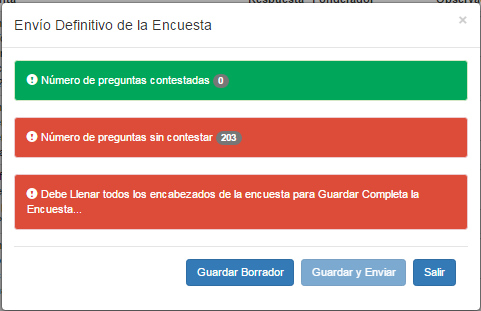 Respuesta Ponderador Observa
Envío Definitivo de la Encuesta ×
Número de preguntas contestadas 0
Número de preguntas sin contestar 203
Debe Llenar todos los encabezados de la encuesta para Guardar Completa la
Encuesta...
Guardar Borrador Guardar y Enviar Salir